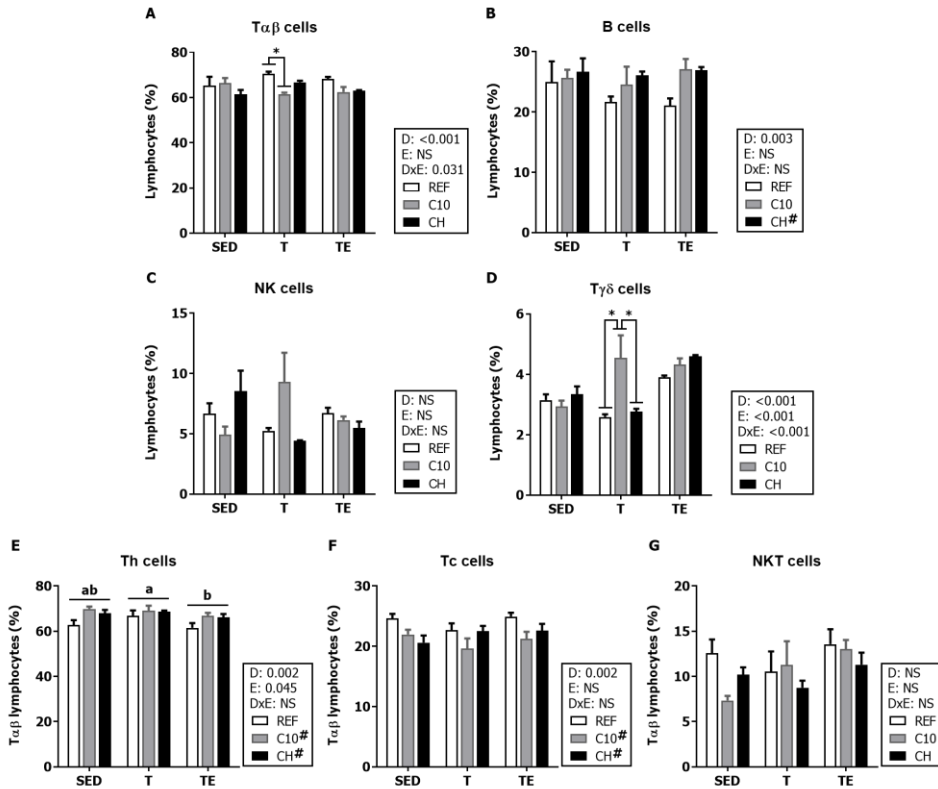 A
Tαβ cells
Lymphocytes (%)
80
60
40
20
0
*
SED
T
TE
D: <0.001
E: NS
DxE: 0.031
REF
C10
CH
B
B cells
Lymphocytes (%)
30
20
10
0
SED
T
TE
D: 0.003
E: NS
DxE: NS
REF
C10
CH#
C
NK cells
Lymphocytes (%)
15
10
5
0
SED
T
TE
D: NS
E: NS
DxE: NS
REF
C10
CH
D
Tγδ cells
Lymphocytes (%)
6
4
2
0
* *
SED
T
TE
D: <0.001
E: <0.001
DxE: <0.001
REF
C10
CH
E
Th cells
Tαβ lymphocytes (%)
80
60
40
20
0
ab
a
b
SED
T
TE
D: 0.002
E: 0.045
DxE: NS
REF
C10#
CH#
F
Tc cells
Tαβ lymphocytes (%)
30
20
10
0
SED
T
TE
D: 0.002
E: NS
DxE: NS
REF
C10#
CH#
G
NKT cells
Tαβ lymphocytes (%)
20
15
10
5
0
SED
T
TE
D: NS
E: NS
DxE: NS
REF
C10
CH